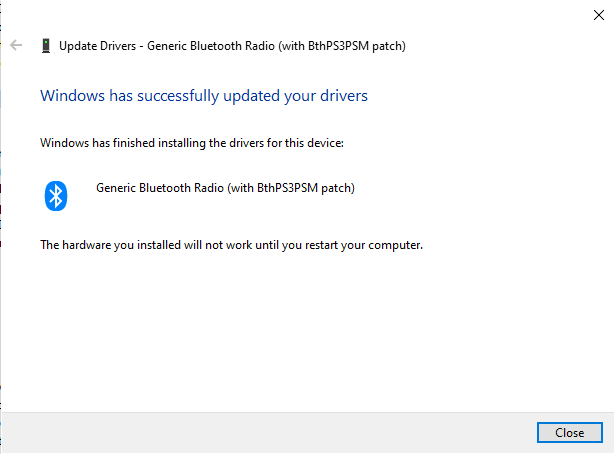 Update Drivers - Generic Bluetooth Radio (with BthPS3PSM patch)
Windows has successfully updated your drivers
Windows has finished installing the drivers for this device:
Generic Bluetooth Radio (with BthPS3PSM patch)
The hardware you installed will not work until you restart your computer.
Close